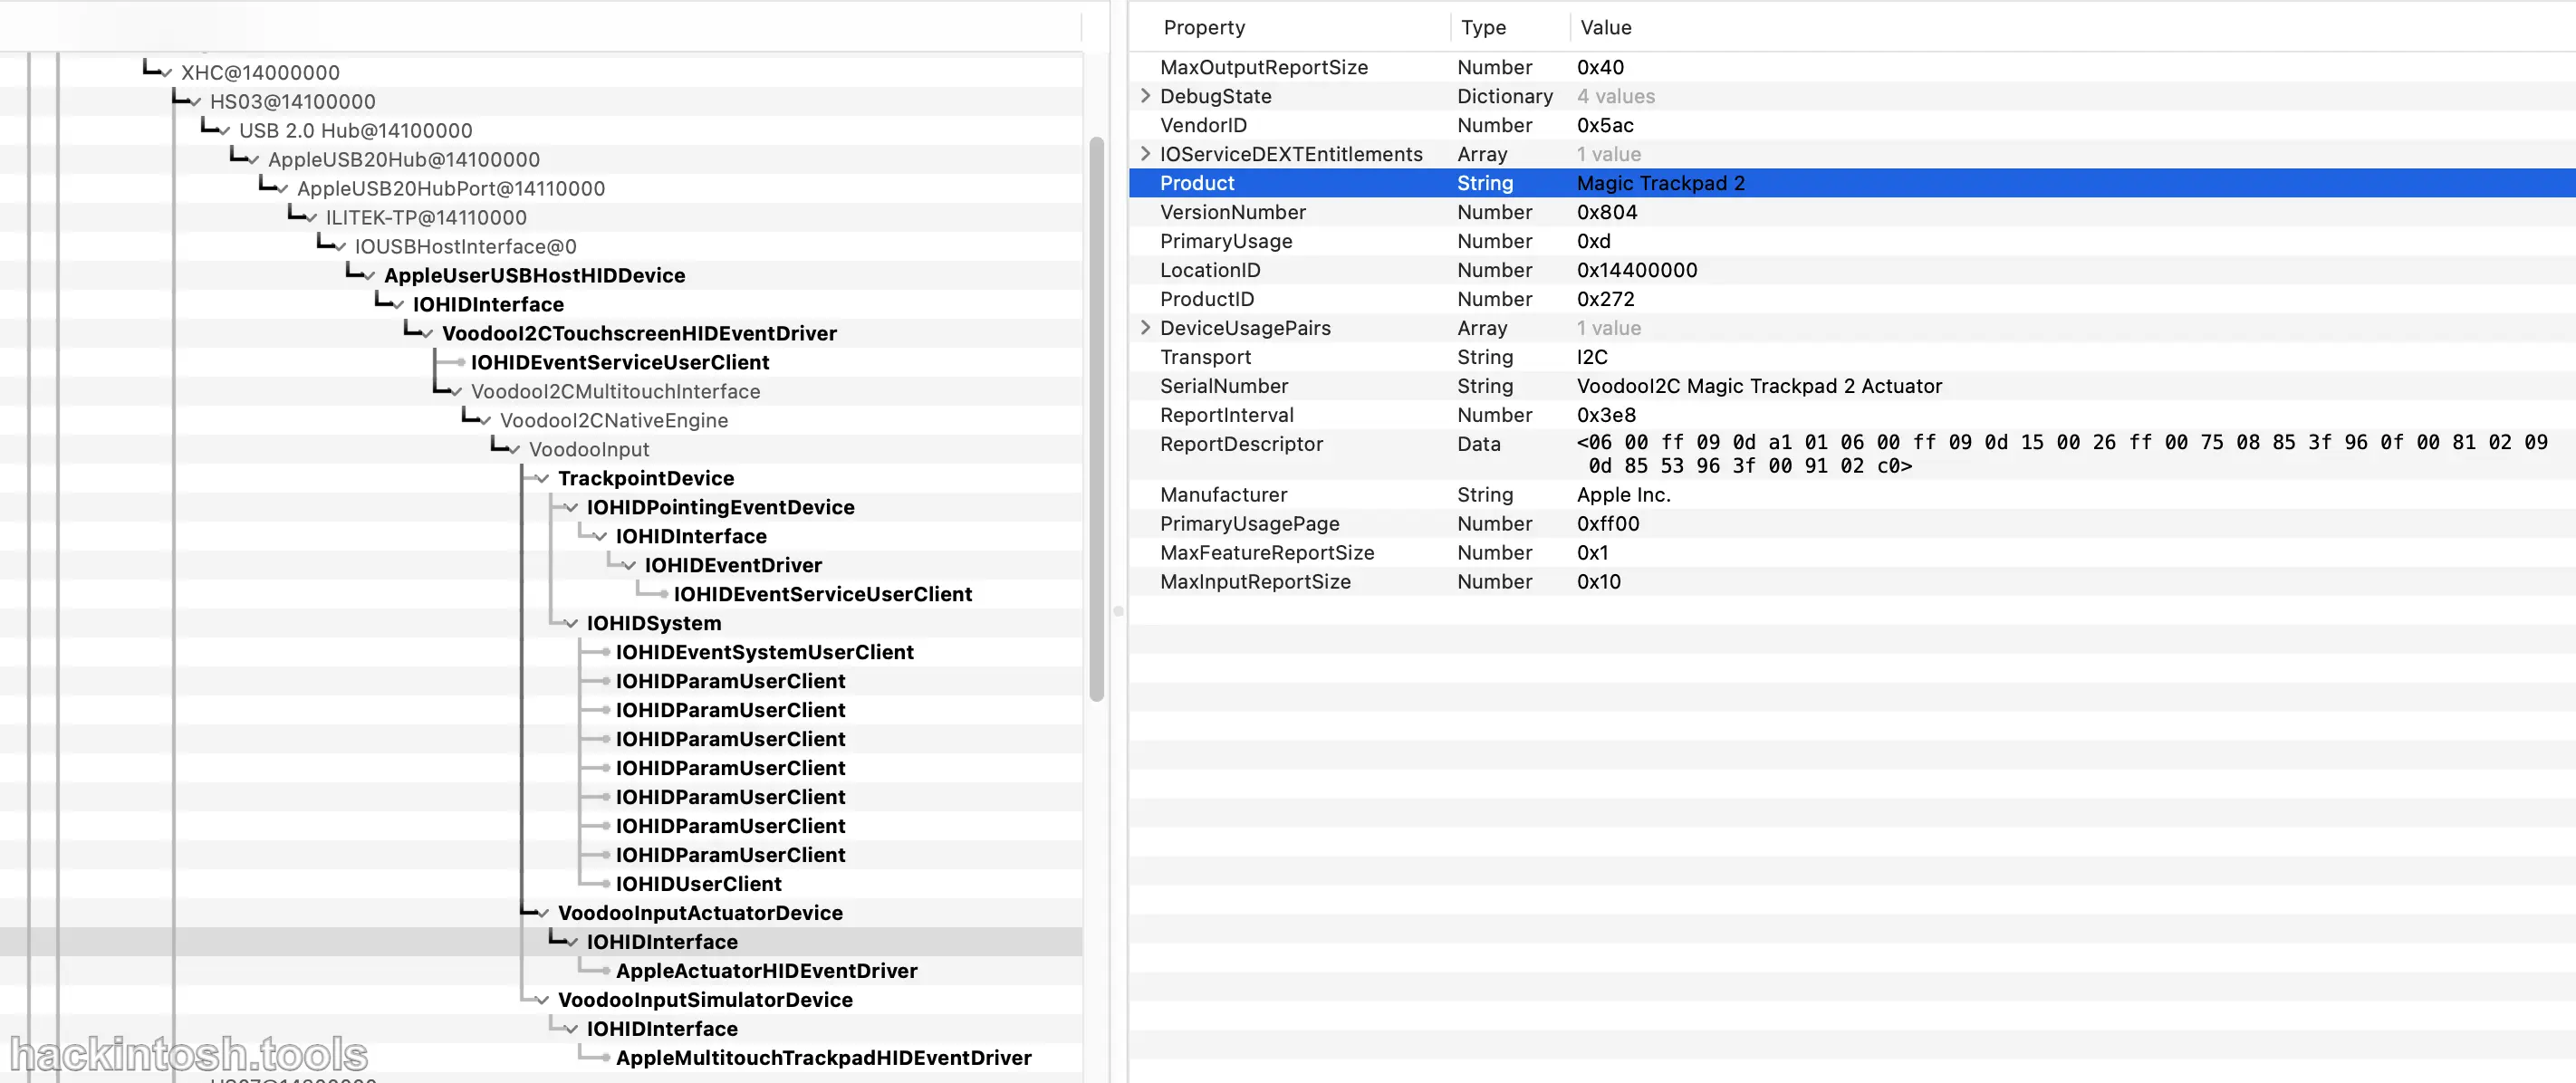 XHC@14000000
HS03@14100000
USB 2.0 Hub@14100000
AppleUSB20Hub@14100000
AppleUSB20HubPort@14110000
ILITEK-TP@14110000
IOUSBHostInterface@0
AppleUserUSBHostHIDDevice
IOHIDInterface
VoodooI2CTouchscreenHIDEventDriver
IOHIDEventServiceUserClient
VoodooI2CMultitouchInterface
VoodooI2CNativeEngine
VoodooInput
TrackpointDevice
IOHIDPointingEventDevice
IOHIDInterface
IOHIDEventDriver
IOHIDEventServiceUserClient
IOHIDSystem
IOHIDEventSystemUserClient
IOHIDParamUserClient
IOHIDParamUserClient
IOHIDParamUserClient
IOHIDParamUserClient
IOHIDParamUserClient
IOHIDParamUserClient
IOHIDParamUserClient
IOHIDUserClient
VoodooInputActuatorDevice
IOHIDInterface
AppleActuatorHIDEventDriver
VoodooInputSimulatorDevice
IOHIDInterface
AppleMultitouchTrackpadHIDEventDriver
hackintosh.tools
Property Type Value
MaxOutputReportSize Number 0x40
DebugState Dictionary 4 values
VendorID Number 0x5ac
IOServiceDEXTEntitlements Array 1 value
Product String Magic Trackpad 2
VersionNumber Number 0x804
PrimaryUsage Number 0xd
LocationID Number 0x14400000
ProductID Number 0x272
DeviceUsagePairs Array 1 value
Transport String I2C
SerialNumber String VoodooI2C Magic Trackpad 2 Actuator
ReportInterval Number 0x3e8
ReportDescriptor Data <06 00 ff 09 0d a1 01 06 00 ff 09 0d 15 00 26 ff 00 75 08 85 3f 96 0f 00 81 02 09
0d 85 53 96 3f 00 91 02 c0>
Manufacturer String Apple Inc.
PrimaryUsagePage Number 0xff00
MaxFeatureReportSize Number 0x1
MaxInputReportSize Number 0x10